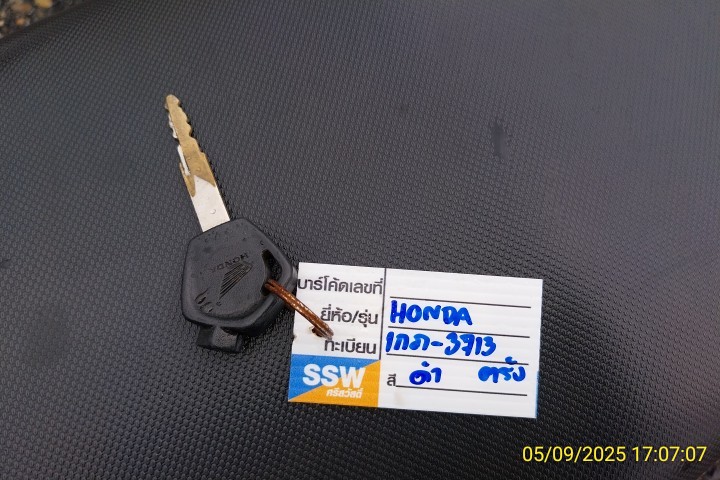 HONDA
บาร์โค้ดเลขที่
ยี่ห้อ/รุ่น HONDA
ทะเบียน 1กภ-3713
SSW
ศรีสวัสดิ์
สี ดำ ตรัง
05/09/2025 17:07:07